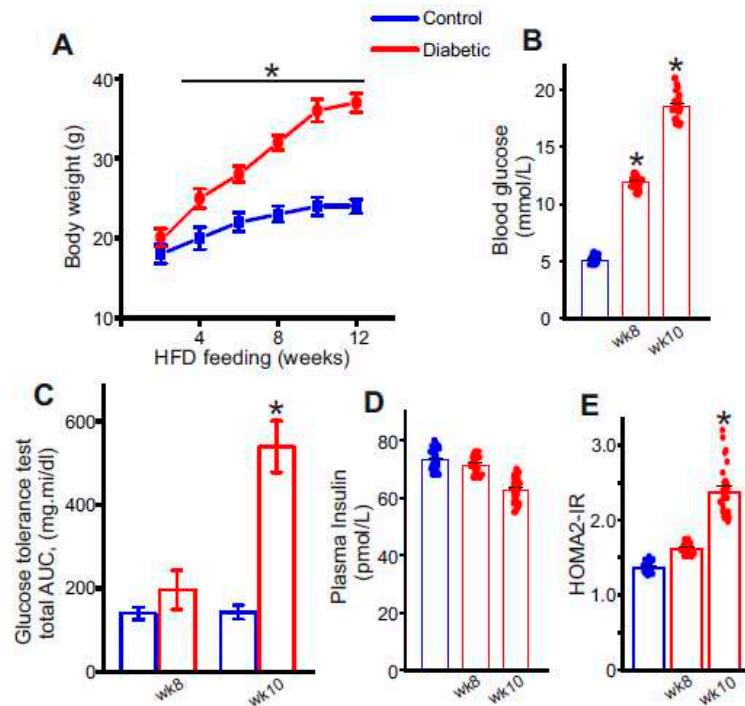 Control
Diabetic
A
*
Body weight (g)
40
30
20
10
4
8
12
HFD feeding (weeks)
B
*
*
Blood glucose
(mmol/L)
20
15
10
5
0
wk8
wk10
C
*
Glucose tolerance test
total AUC, (mg.mi/dl)
600
400
200
0
wk8
wk10
D
Plasma Insulin
(pmol/L)
80
60
40
20
0
wk8
wk10
E
*
HOMA2-IR
3.0
2.0
1.0
0
wk8
wk10